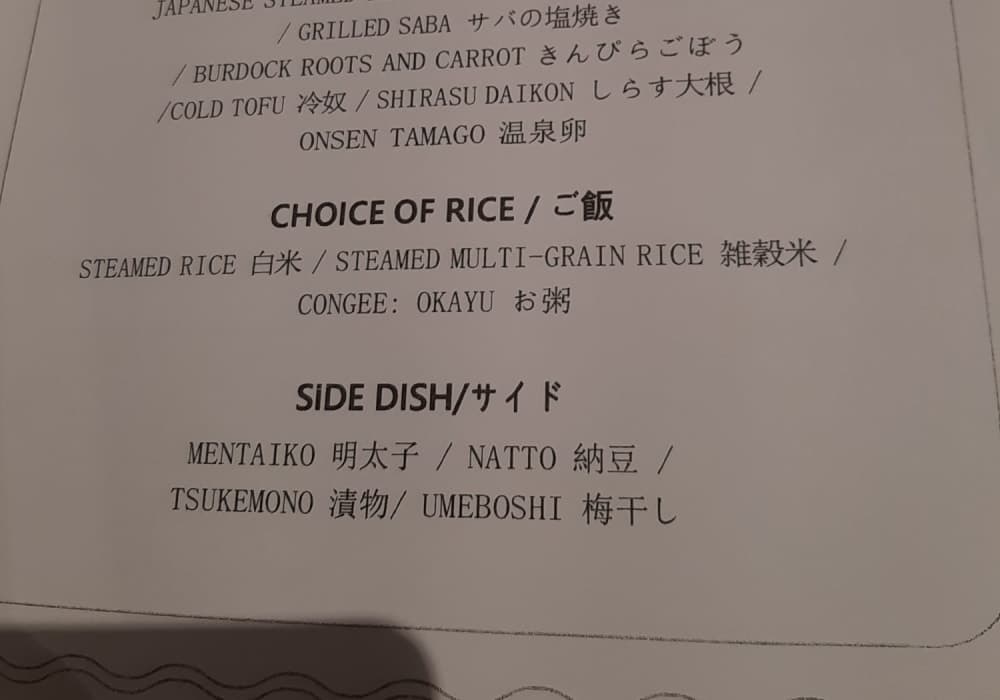 JAPANESE STEAMED
/ GRILLED SABA サバの塩焼き
/ BURDOCK ROOTS AND CARROT きんぴらごぼう
/COLD TOFU 冷奴 / SHIRASU DAIKON しらす大根 /
ONSEN TAMAGO 温泉卵
CHOICE OF RICE / ご飯
STEAMED RICE 白米 / STEAMED MULTI-GRAIN RICE 雑穀米 /
CONGEE: OKAYU お粥
SiDE DISH/サイド
MENTAIKO 明太子 / NATTO 納豆 /
TSUKEMONO 漬物/ UMEBOSHI 梅干し